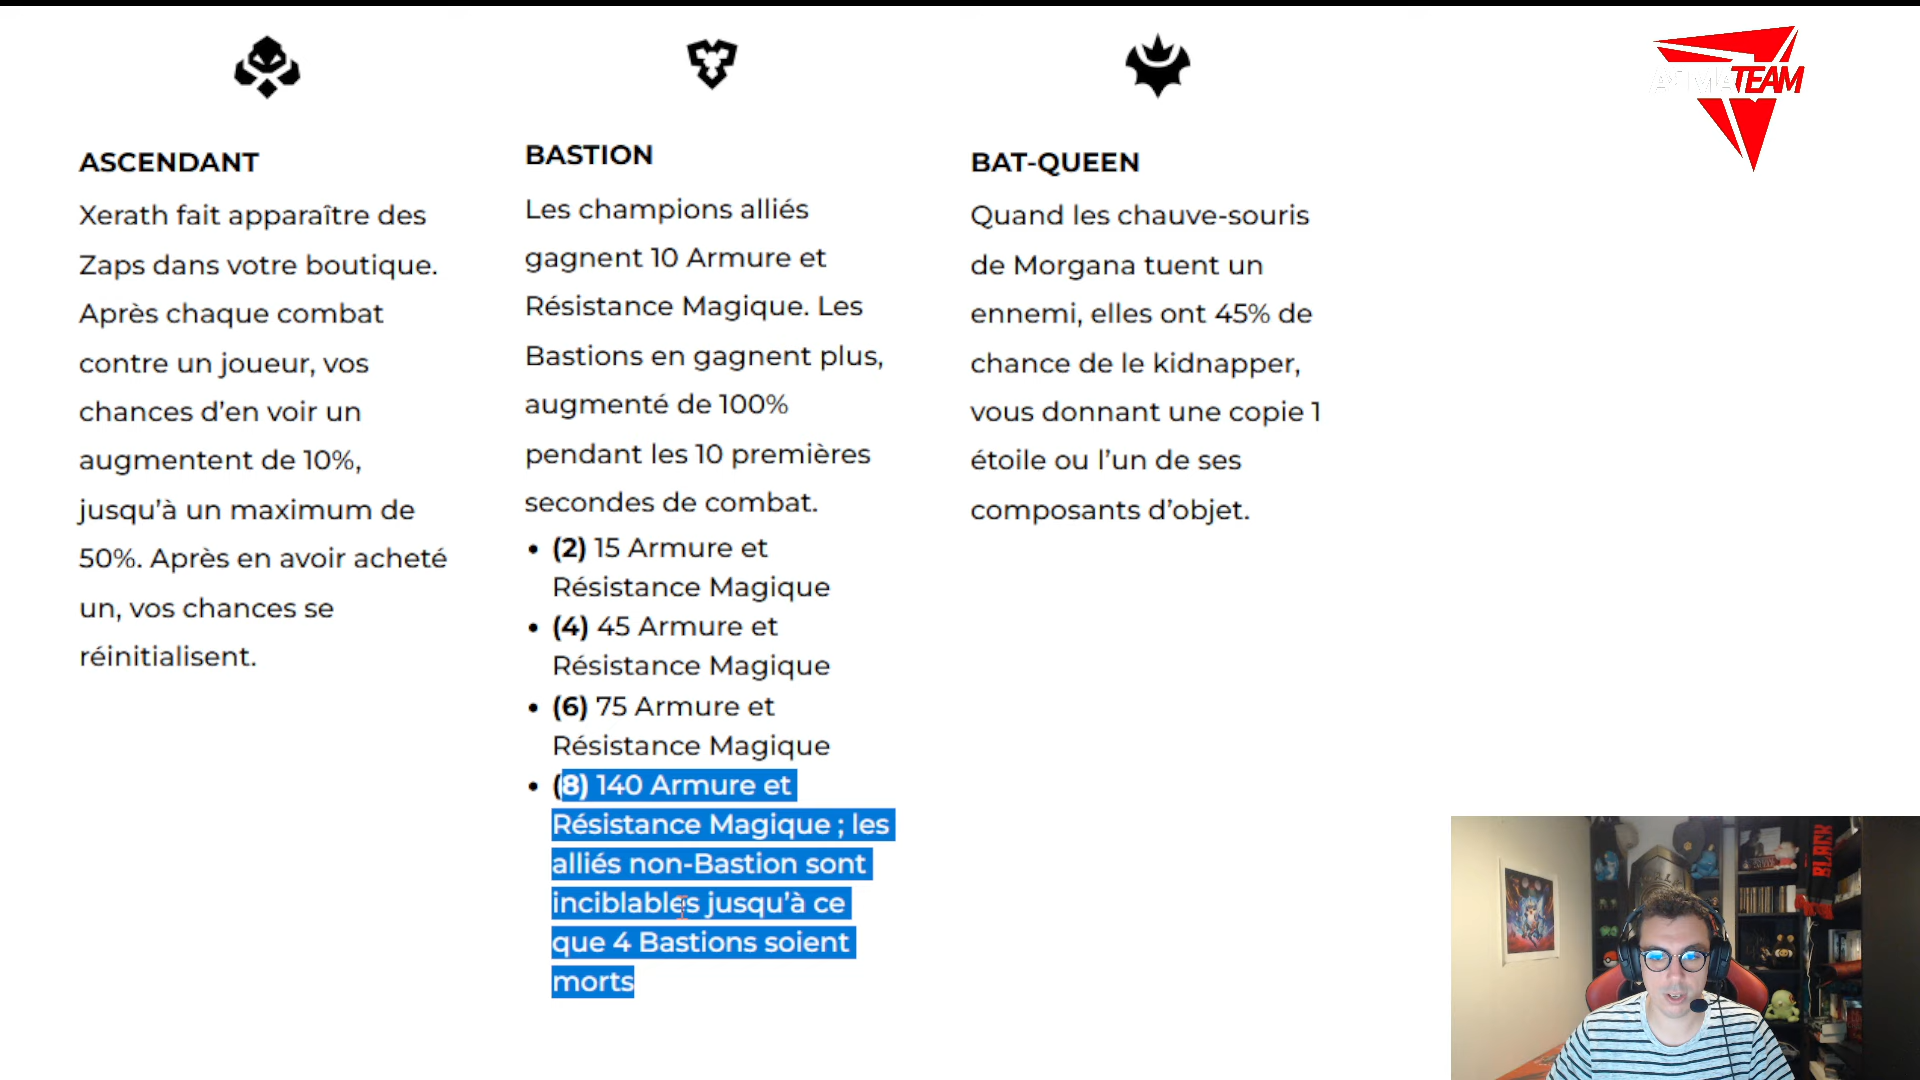 ASCENDANT
Xerath fait apparaître des
Zaps dans votre boutique.
Après chaque combat
contre un joueur, vos
chances d’en voir un
augmentent de 10%,
jusqu’à un maximum de
50%. Après en avoir acheté
un, vos chances se
réinitialisent.
BASTION
Les champions alliés
gagnent 10 Armure et
Résistance Magique. Les
Bastions en gagnent plus,
augmenté de 100%
pendant les 10 premières
secondes de combat.
• (2) 15 Armure et
Résistance Magique
• (4) 45 Armure et
Résistance Magique
• (6) 75 Armure et
Résistance Magique
• (8) 140 Armure et
Résistance Magique ; les
alliés non-Bastion sont
inciblables jusqu’à ce
que 4 Bastions soient
morts
BAT-QUEEN
Quand les chauve-souris
de Morgana tuent un
ennemi, elles ont 45% de
chance de le kidnapper,
vous donnant une copie 1
étoile ou l’un de ses
composants d’objet.
TEAM
BLACK